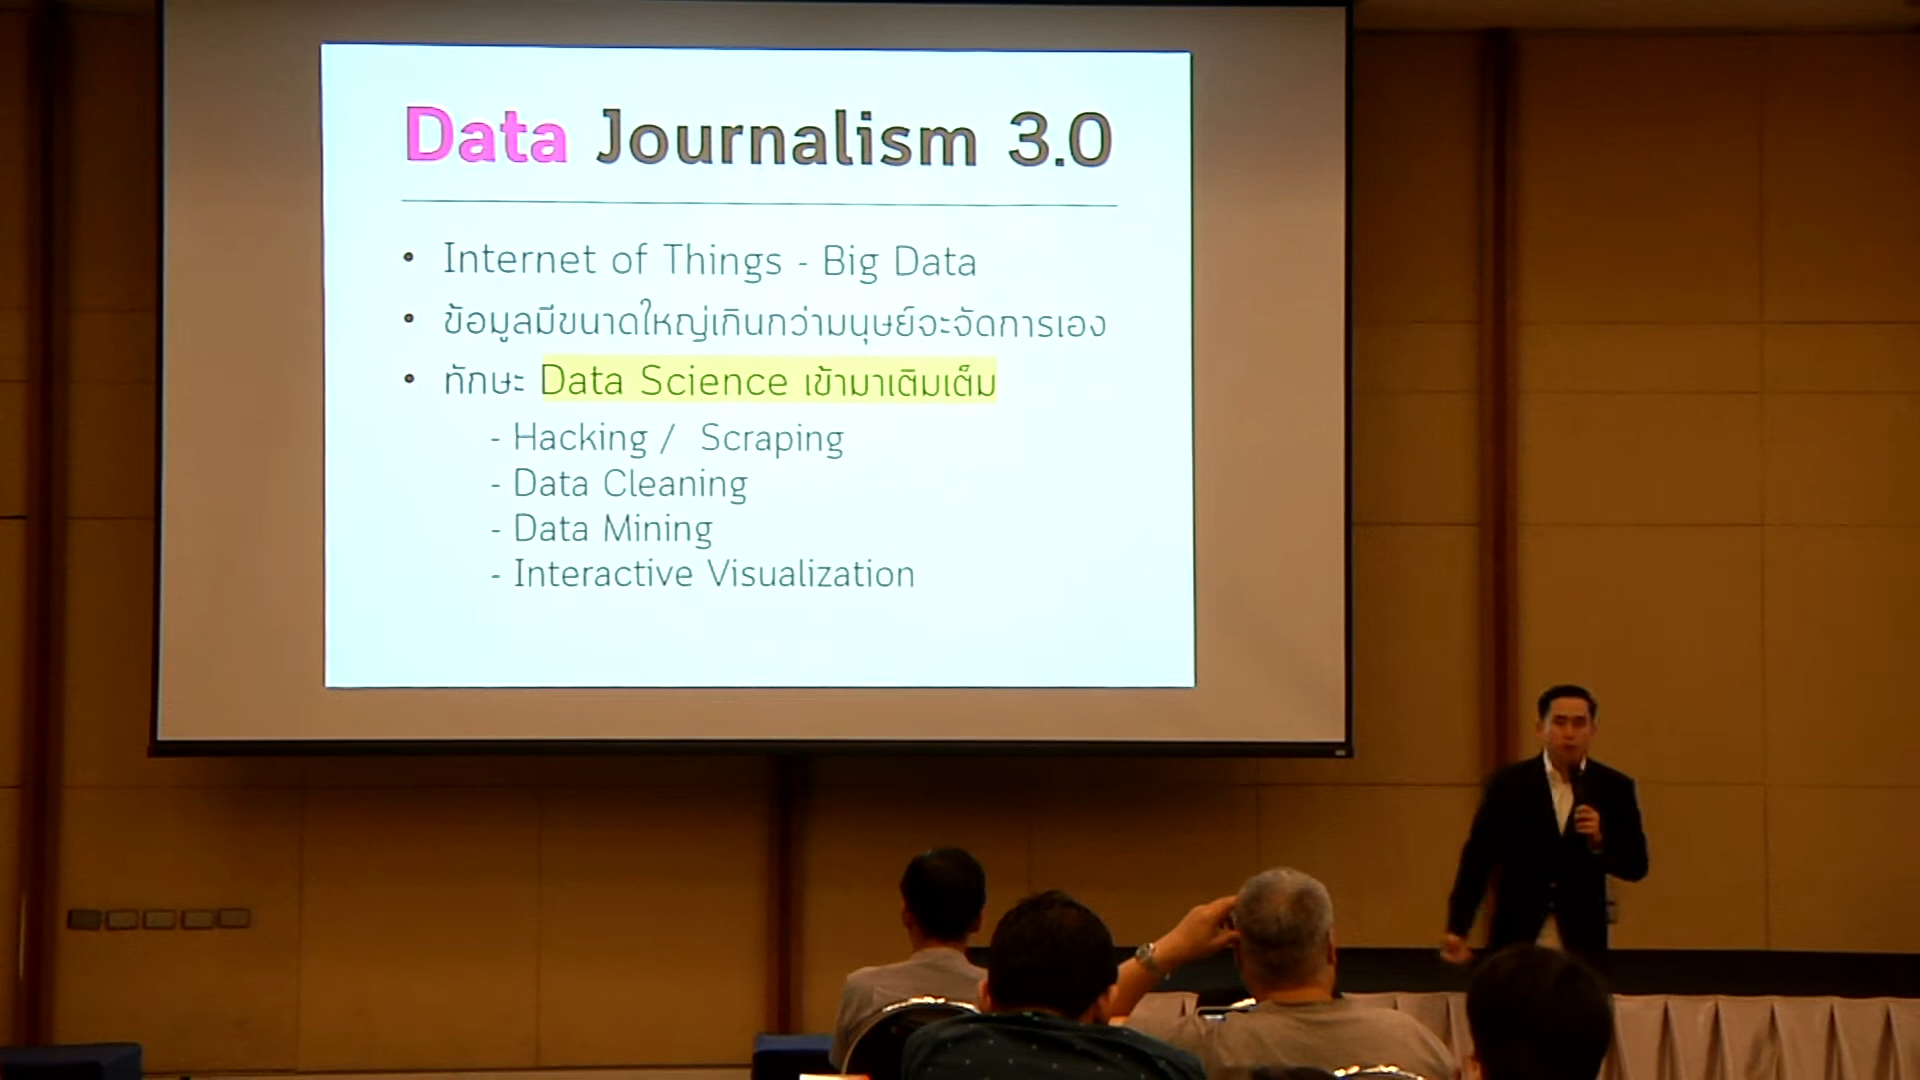 Data Journalism 3.0
• Internet of Things - Big Data
• ข้อมูลมีขนาดใหญ่เกินกว่ามนุษย์จะจัดการเอง
• ทักษะ Data Science เข้ามาเติมเต็ม
- Hacking / Scraping
- Data Cleaning
- Data Mining
- Interactive Visualization